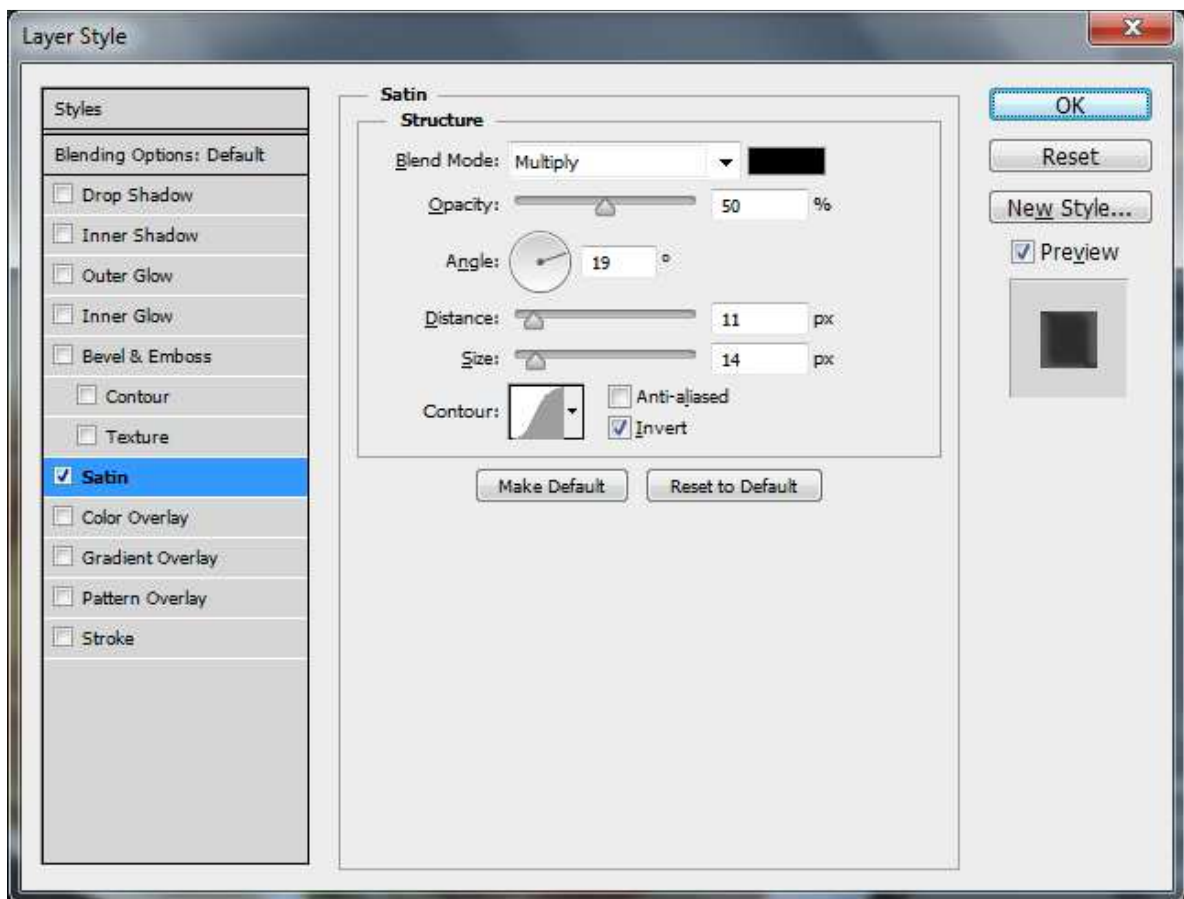 Layer Style
Styles
Blending Options: Default
Drop Shadow
Inner Shadow
Outer Glow
Inner Glow
Bevel & Emboss
Contour
Texture
Satin
Color Overlay
Gradient Overlay
Pattern Overlay
Stroke
Satin
Structure
Blend Mode: Multiply
Opacity: 50 %
Angle: 19 °
Distance: 11 px
Size: 14 px
Contour: Anti-aliased
Invert
Make Default Reset to Default
OK
Reset
New Style...
Preview